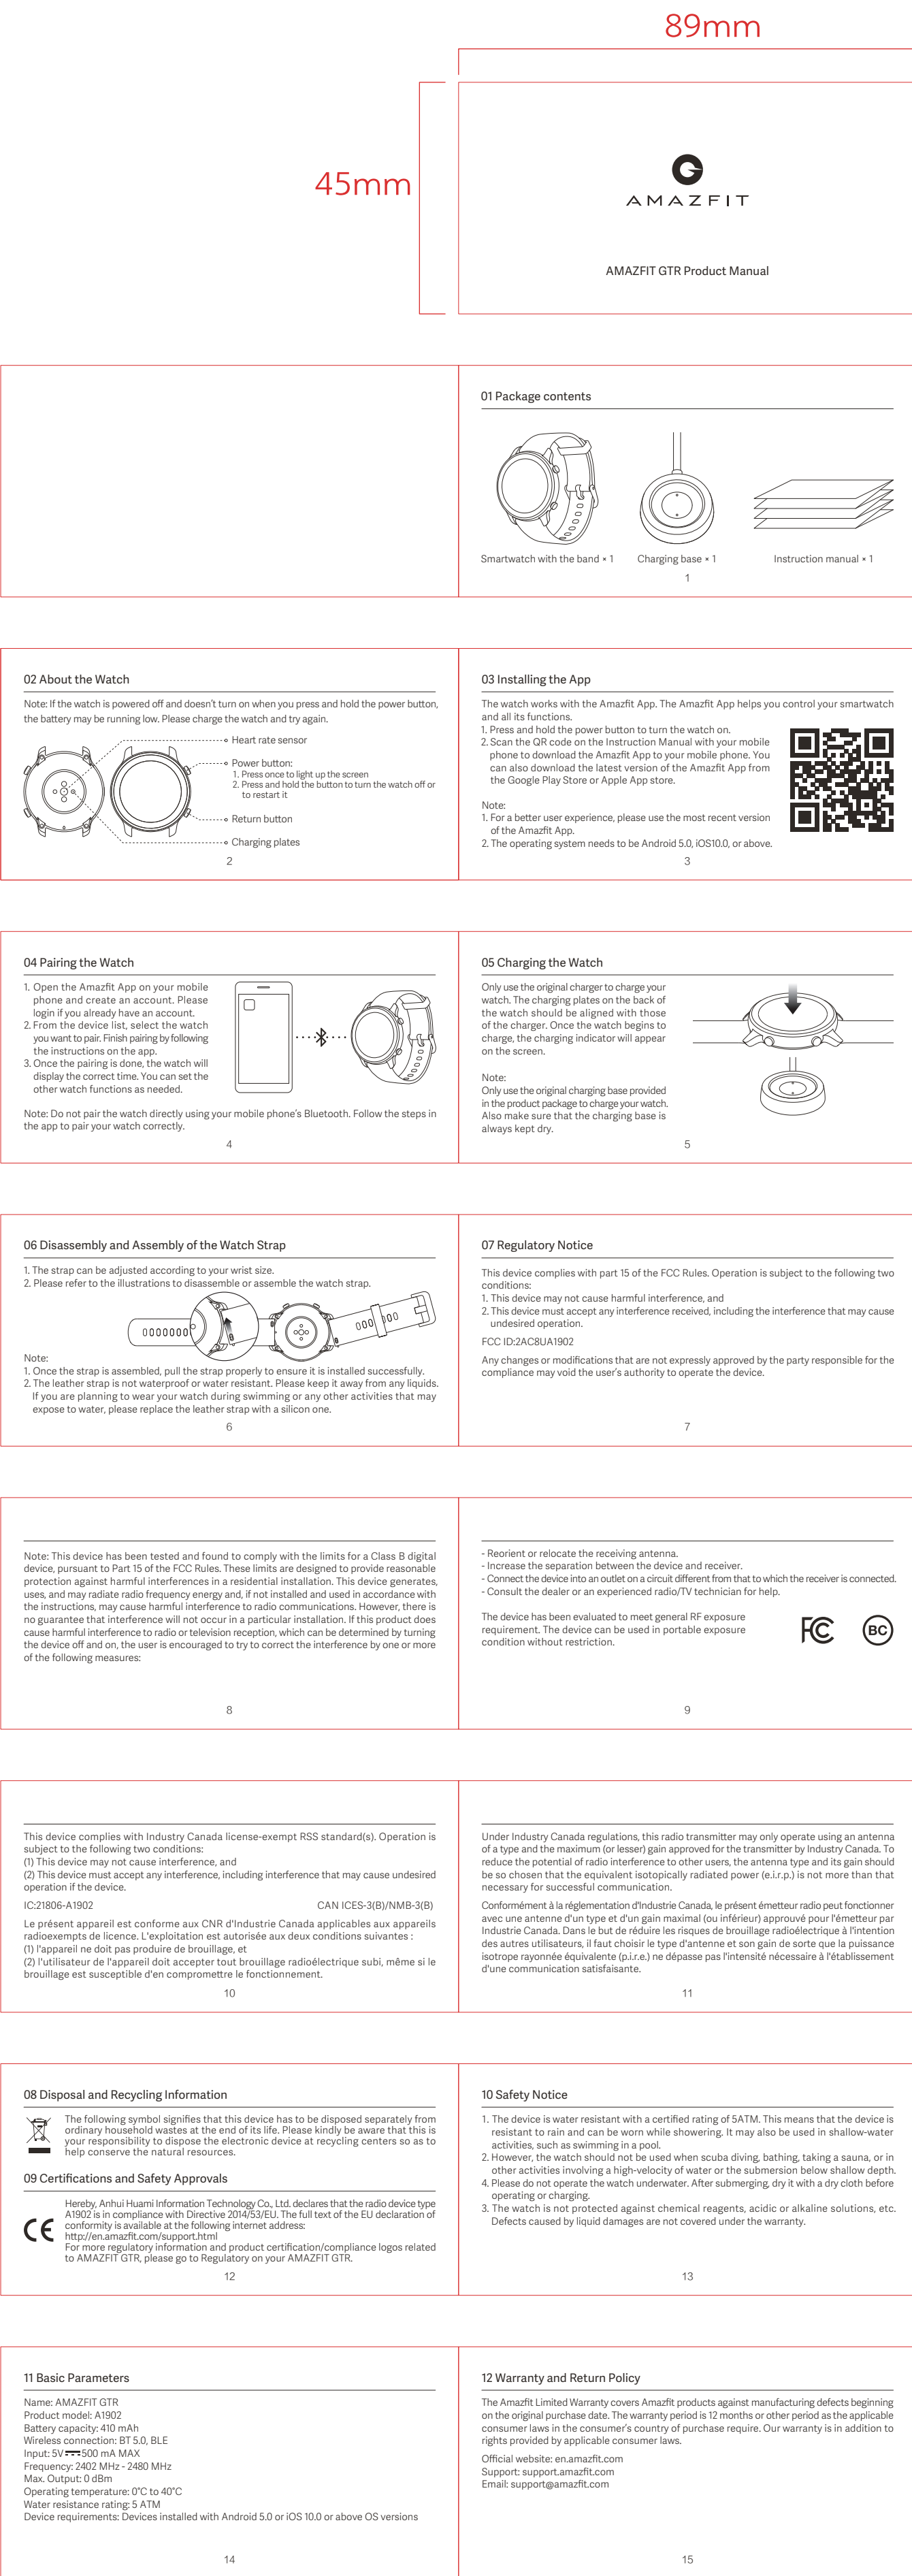 89mm
45mm
AMAZFIT
AMAZFIT GTR Product Manual
01 Package contents
Smartwatch with the band × 1
Charging base × 1
Instruction manual × 1
1
02 About the Watch
Note: If the watch is powered off and doesn't turn on when you press and hold the power button,
the battery may be running low. Please charge the watch and try again.
Heart rate sensor
Power button:
1. Press once to light up the screen
2. Press and hold the button to turn the watch off or
to restart it
Return button
Charging plates
2
03 Installing the App
The watch works with the Amazfit App. The Amazfit App helps you control your smartwatch
and all its functions.
1. Press and hold the power button to turn the watch on.
2. Scan the QR code on the Instruction Manual with your mobile
phone to download the Amazfit App to your mobile phone. You
can also download the latest version of the Amazfit App from
the Google Play Store or Apple App store.
Note:
1. For a better user experience, please use the most recent version
of the Amazfit App.
2. The operating system needs to be Android 5.0, iOS10.0, or above.
3
04 Pairing the Watch
1. Open the Amazfit App on your mobile
phone and create an account. Please
login if you already have an account.
2. From the device list, select the watch
you want to pair. Finish pairing by following
the instructions on the app.
3. Once the pairing is done, the watch will
display the correct time. You can set the
other watch functions as needed.
Note: Do not pair the watch directly using your mobile phone's Bluetooth. Follow the steps in
the app to pair your watch correctly.
4
05 Charging the Watch
Only use the original charger to charge your
watch. The charging plates on the back of
the watch should be aligned with those
of the charger. Once the watch begins to
charge, the charging indicator will appear
on the screen.
Note:
Only use the original charging base provided
in the product package to charge your watch.
Also make sure that the charging base is
always kept dry.
5
06 Disassembly and Assembly of the Watch Strap
1. The strap can be adjusted according to your wrist size.
2. Please refer to the illustrations to disassemble or assemble the watch strap.
Note:
1. Once the strap is assembled, pull the strap properly to ensure it is installed successfully.
2. The leather strap is not waterproof or water resistant. Please keep it away from any liquids.
If you are planning to wear your watch during swimming or any other activities that may
expose to water, please replace the leather strap with a silicon one.
6
07 Regulatory Notice
This device complies with part 15 of the FCC Rules. Operation is subject to the following two
conditions:
1. This device may not cause harmful interference, and
2. This device must accept any interference received, including the interference that may cause
undesired operation.
FCC ID:2AC8UA1902
Any changes or modifications that are not expressly approved by the party responsible for the
compliance may void the user's authority to operate the device.
7
Note: This device has been tested and found to comply with the limits for a Class B digital
device, pursuant to Part 15 of the FCC Rules. These limits are designed to provide reasonable
protection against harmful interferences in a residential installation. This device generates,
uses, and may radiate radio frequency energy and, if not installed and used in accordance with
the instructions, may cause harmful interference to radio communications. However, there is
no guarantee that interference will not occur in a particular installation. If this product does
cause harmful interference to radio or television reception, which can be determined by turning
the device off and on, the user is encouraged to try to correct the interference by one or more
of the following measures:
8
- Reorient or relocate the receiving antenna.
- Increase the separation between the device and receiver.
- Connect the device into an outlet on a circuit different from that to which the receiver is connected.
- Consult the dealer or an experienced radio/TV technician for help.
The device has been evaluated to meet general RF exposure
requirement. The device can be used in portable exposure
condition without restriction.
FC
BC
9
This device complies with Industry Canada license-exempt RSS standard(s). Operation is
subject to the following two conditions:
(1) This device may not cause interference, and
(2) This device must accept any interference, including interference that may cause undesired
operation if the device.
IC:21806-A1902 CAN ICES-3(B)/NMB-3(B)
Le présent appareil est conforme aux CNR d'Industrie Canada applicables aux appareils
radioexempts de licence. L'exploitation est autorisée aux deux conditions suivantes :
(1) l'appareil ne doit pas produire de brouillage, et
(2) l'utilisateur de l'appareil doit accepter tout brouillage radioélectrique subi, même si le
brouillage est susceptible d'en compromettre le fonctionnement.
10
Under Industry Canada regulations, this radio transmitter may only operate using an antenna
of a type and the maximum (or lesser) gain approved for the transmitter by Industry Canada. To
reduce the potential of radio interference to other users, the antenna type and its gain should
be so chosen that the equivalent isotopically radiated power (e.i.r.p.) is not more than that
necessary for successful communication.
Conformément à la réglementation d'Industrie Canada, le présent émetteur radio peut fonctionner
avec une antenne d'un type et d'un gain maximal (ou inférieur) approuvé pour l'émetteur par
Industrie Canada. Dans le but de réduire les risques de brouillage radioélectrique à l'intention
des autres utilisateurs, il faut choisir le type d'antenne et son gain de sorte que la puissance
isotrope rayonnée équivalente (p.i.r.e.) ne dépasse pas l'intensité nécessaire à l'établissement
d'une communication satisfaisante.
11
08 Disposal and Recycling Information
The following symbol signifies that this device has to be disposed separately from
ordinary household wastes at the end of its life. Please kindly be aware that this is
your responsibility to dispose the electronic device at recycling centers so as to
help conserve the natural resources.
09 Certifications and Safety Approvals
CE
Hereby, Anhui Huami Information Technology Co., Ltd. declares that the radio device type
A1902 is in compliance with Directive 2014/53/EU. The full text of the EU declaration of
conformity is available at the following internet address:
http://en.amazfit.com/support.html
For more regulatory information and product certification/compliance logos related
to AMAZFIT GTR, please go to Regulatory on your AMAZFIT GTR.
12
10 Safety Notice
1. The device is water resistant with a certified rating of 5ATM. This means that the device is
resistant to rain and can be worn while showering. It may also be used in shallow-water
activities, such as swimming in a pool.
2. However, the watch should not be used when scuba diving, bathing, taking a sauna, or in
other activities involving a high-velocity of water or the submersion below shallow depth.
4. Please do not operate the watch underwater. After submerging, dry it with a dry cloth before
operating or charging.
3. The watch is not protected against chemical reagents, acidic or alkaline solutions, etc.
Defects caused by liquid damages are not covered under the warranty.
13
11 Basic Parameters
Name: AMAZFIT GTR
Product model: A1902
Battery capacity: 410 mAh
Wireless connection: BT 5.0, BLE
Input: 5V⎓500 mA MAX
Frequency: 2402 MHz - 2480 MHz
Max. Output: 0 dBm
Operating temperature: 0°C to 40°C
Water resistance rating: 5 ATM
Device requirements: Devices installed with Android 5.0 or iOS 10.0 or above OS versions
14
12 Warranty and Return Policy
The Amazfit Limited Warranty covers Amazfit products against manufacturing defects beginning
on the original purchase date. The warranty period is 12 months or other period as the applicable
consumer laws in the consumer's country of purchase require. Our warranty is in addition to
rights provided by applicable consumer laws.
Official website: en.amazfit.com
Support: support.amazfit.com
Email: support@amazfit.com
15